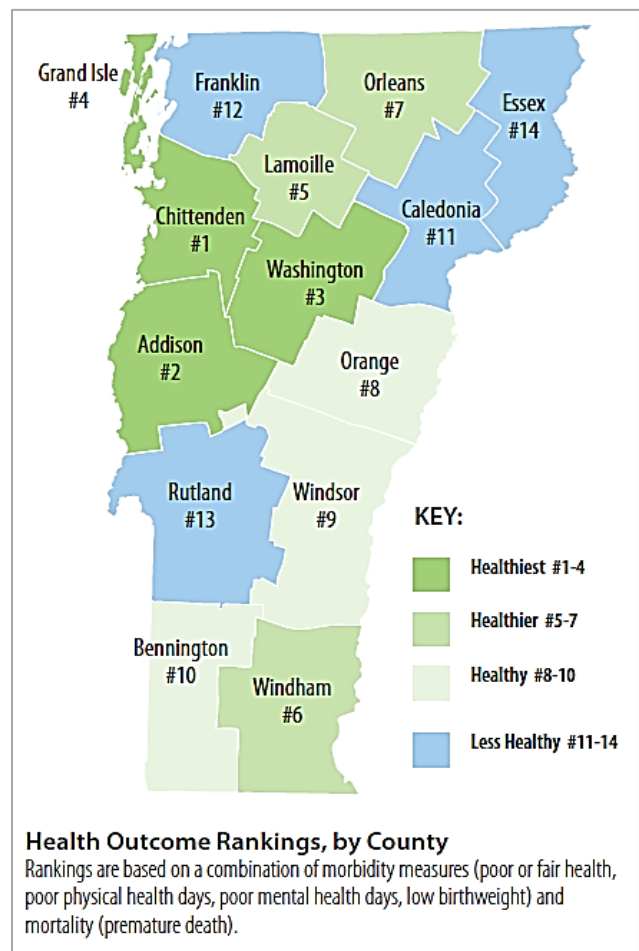 Grand Isle
#4
Franklin
#12
Orleans
#7
Essex
#14
Lamoille
#5
Chittenden
#1
Caledonia
#11
Washington
#3
Addison
#2
Orange
#8
Rutland
#13
Windsor
#9
Bennington
#10
Windham
#6
KEY:
Healthiest #1-4
Healthier #5-7
Healthy #8-10
Less Healthy #11-14
Health Outcome Rankings, by County
Rankings are based on a combination of morbidity measures (poor or fair health,
poor physical health days, poor mental health days, low birthweight) and
mortality (premature death).